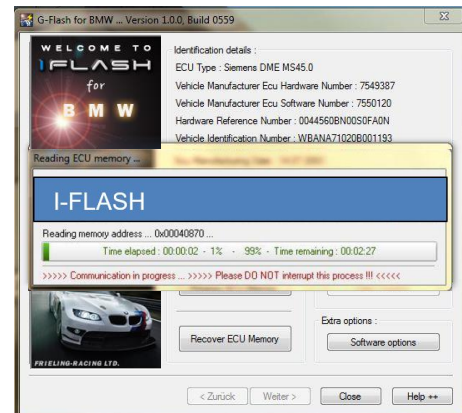 G-Flash for BMW ... Version 1.0.0, Build 0559
WELCOME TO
iFLASH
for
BMW
Identification details :
ECU Type : Siemens DME MS45.0
Vehicle Manufacturer Ecu Hardware Number : 7549387
Vehicle Manufacturer Ecu Software Number : 7550120
Hardware Reference Number : 0044560BN00S0FA0N
Vehicle Identification Number : WBANA71020B001193
Reading ECU memory ...
I-FLASH
Reading memory address ... 0x00040870 ...
Time elapsed : 00:00:02 - 1% - 99% - Time remaining : 00:02:27
>>>>> Communication in progress ... >>>>> Please DO NOT interrupt this process !!! <<<<<
Recover ECU Memory
Extra options :
Software options
FRIELING-RACING LTD.
< Zurück
Weiter >
Close
Help ++